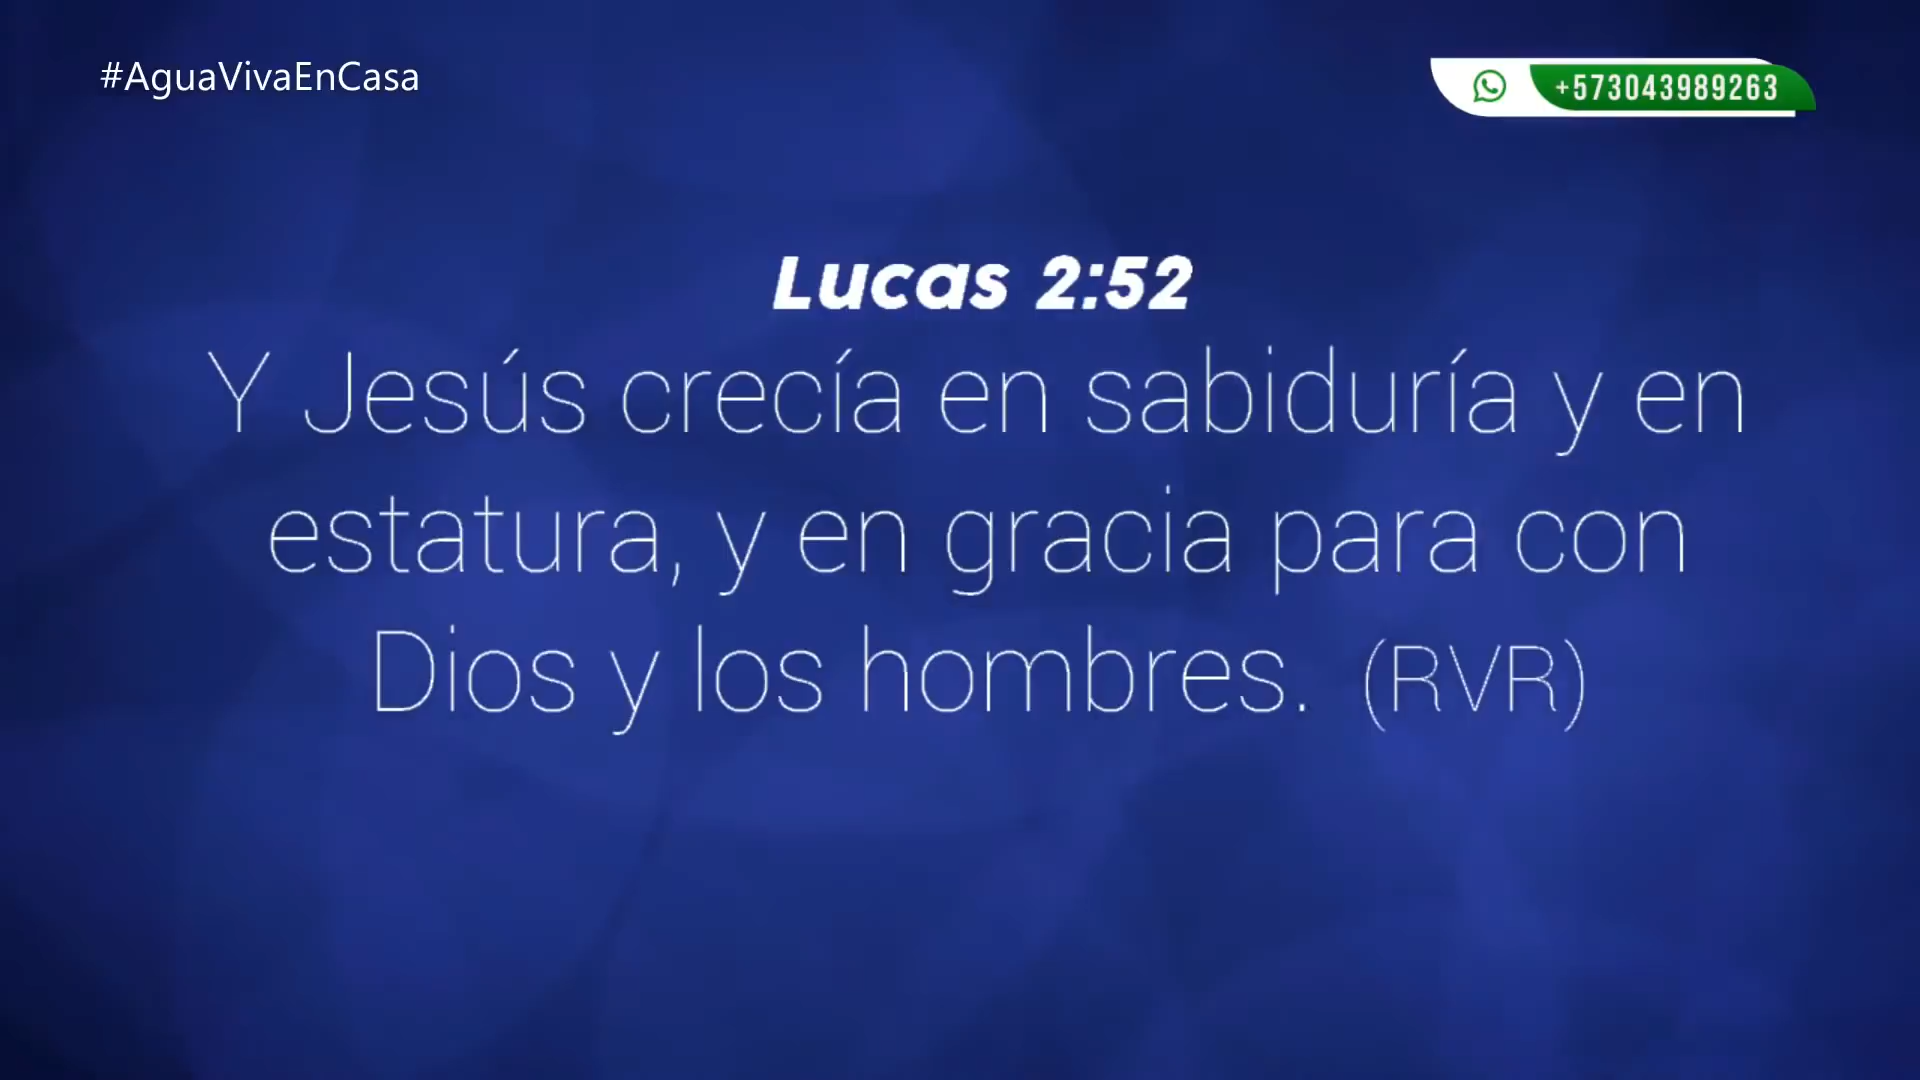 #AguaVivaEnCasa
+573043989263
Lucas 2:52
Y Jesús crecía en sabiduría y en
estatura, y en gracia para con
Dios y los hombres. (RVR)